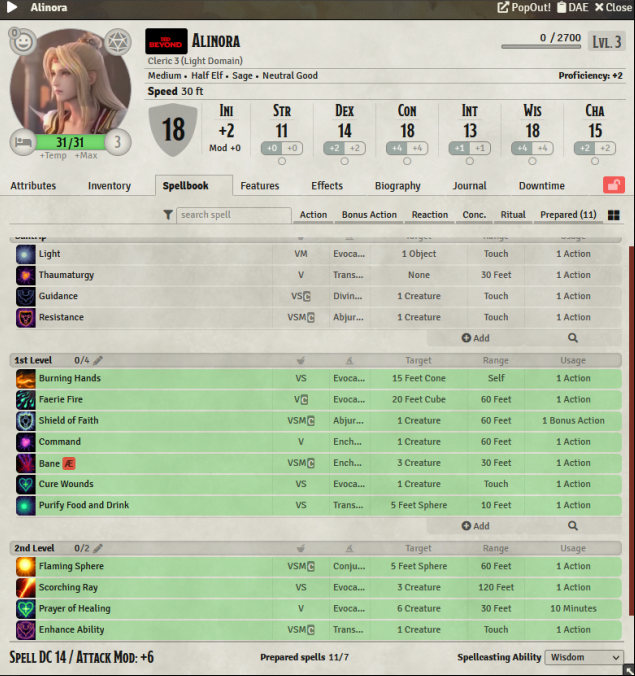 Alinora PopOut! DAE Close
BEYOND ALINORA 0 / 2700 LVL 3
Cleric 3 (Light Domain)
Medium • Half Elf • Sage • Neutral Good Proficiency: +2
Speed 30 ft
0
31/31 3
+Temp +Max
18
INI STR DEX CON INT WIS CHA
+2 11 14 18 13 18 15
Mod +0 +0 +0 +2 +2 +4 +4 +1 +1 +4 +4 +2 +2
Attributes Inventory Spellbook Features Effects Biography Journal Downtime
search spell Action Bonus Action Reaction Conc. Ritual Prepared (11)
Cantrip Target Range Usage
Light VM Evoca... 1 Object Touch 1 Action
Thaumaturgy V Trans... None 30 Feet 1 Action
Guidance VSC Divin... 1 Creature Touch 1 Action
Resistance VSMC Abjur... 1 Creature Touch 1 Action
Add
1st Level 0/4 Target Range Usage
Burning Hands VS Evoca... 15 Feet Cone Self 1 Action
Faerie Fire VC Evoca... 20 Feet Cube 60 Feet 1 Action
Shield of Faith VSMC Abjur... 1 Creature 60 Feet 1 Bonus Action
Command V Ench... 1 Creature 60 Feet 1 Action
Bane Æ VSMC Ench... 3 Creature 30 Feet 1 Action
Cure Wounds VS Evoca... 1 Creature Touch 1 Action
Purify Food and Drink VS Trans... 5 Feet Sphere 10 Feet 1 Action
Add
2nd Level 0/2 Target Range Usage
Flaming Sphere VSMC Conju... 5 Feet Sphere 60 Feet 1 Action
Scorching Ray VS Evoca... 3 Creature 120 Feet 1 Action
Prayer of Healing V Evoca... 6 Creature 30 Feet 10 Minutes
Enhance Ability VSMC Trans... 1 Creature Touch 1 Action
SPELL DC 14 / ATTACK MOD: +6 Prepared spells 11/7 Spellcasting Ability Wisdom